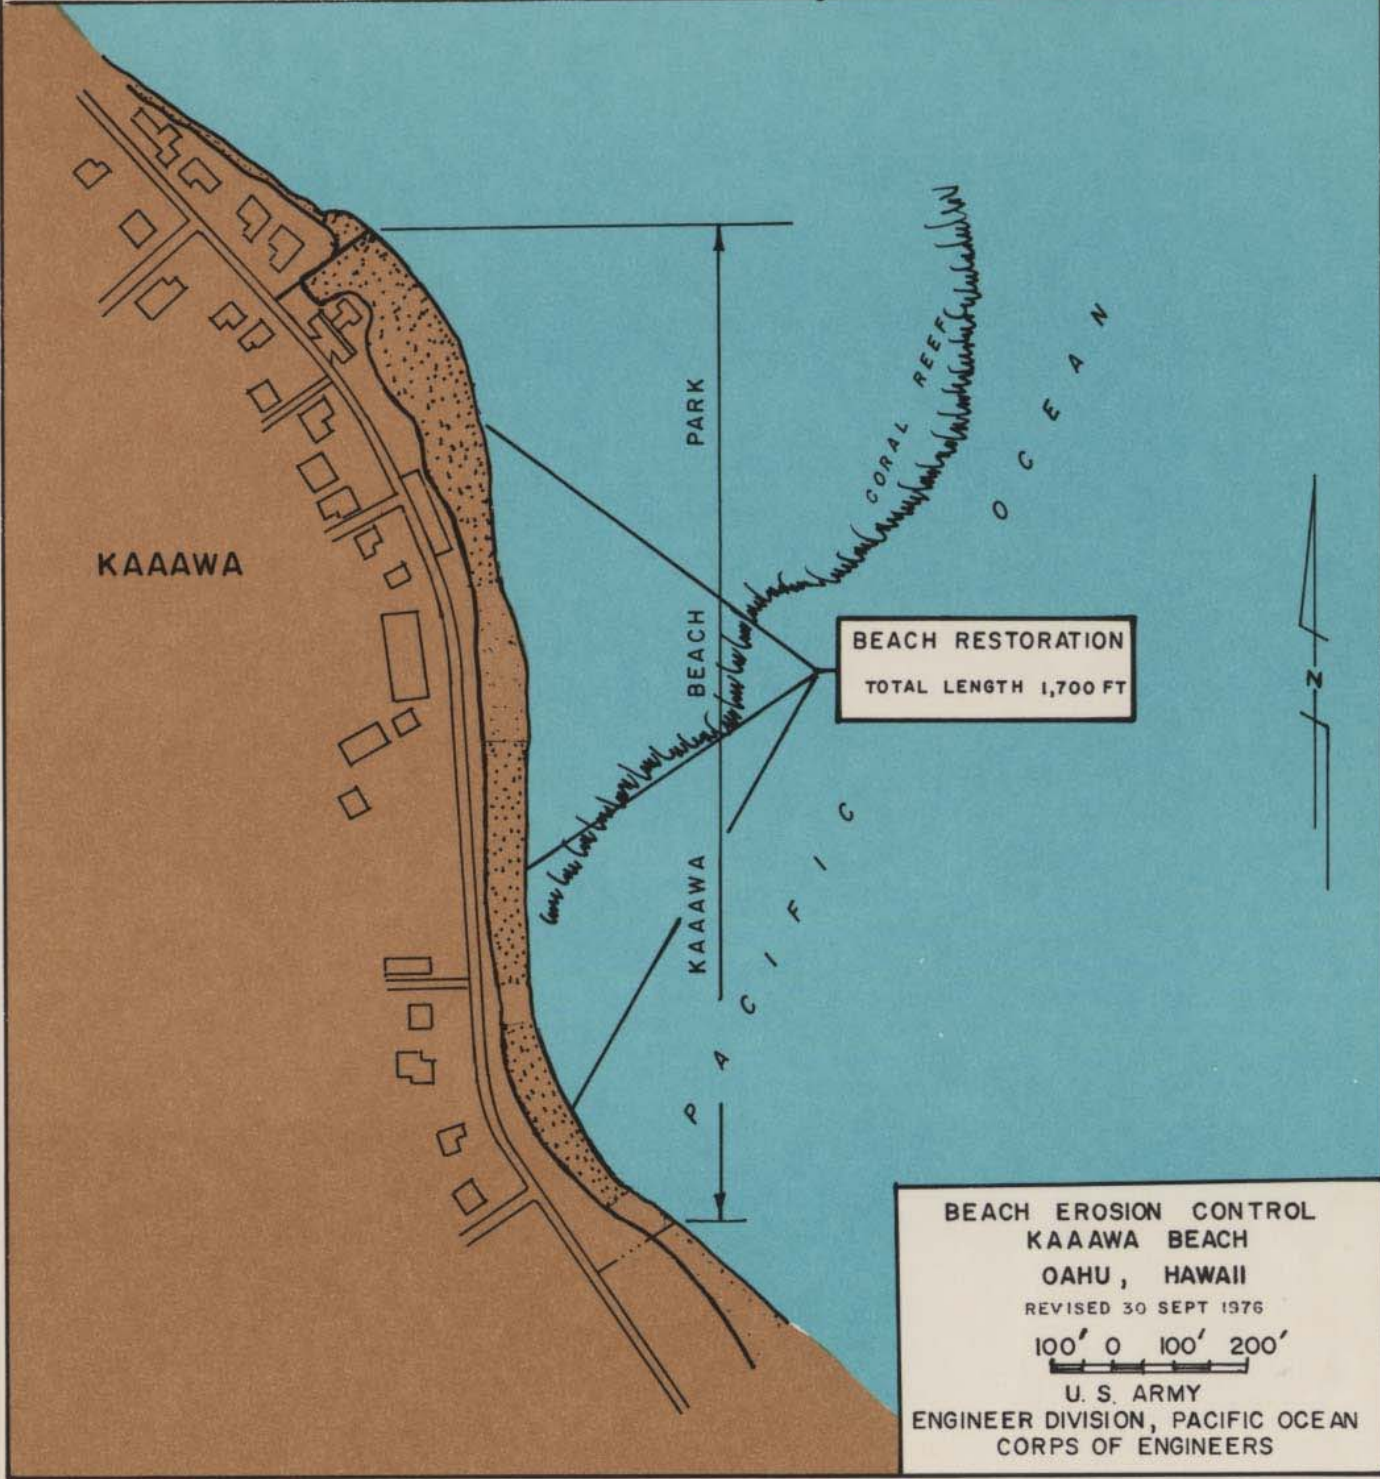 KAAAWA
KAAAWA BEACH PARK
CORAL REEF
PACIFIC OCEAN
BEACH RESTORATION
TOTAL LENGTH 1,700 FT
N
BEACH EROSION CONTROL
KAAAWA BEACH
OAHU, HAWAII
REVISED 30 SEPT 1976
100' 0 100' 200'
U. S. ARMY
ENGINEER DIVISION, PACIFIC OCEAN
CORPS OF ENGINEERS